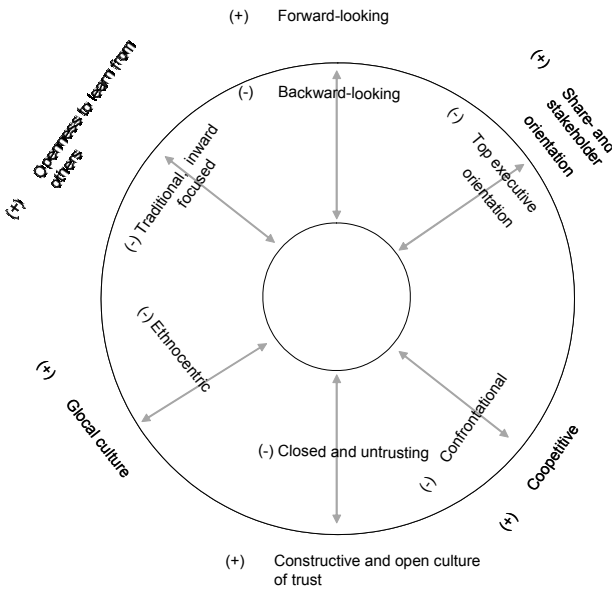 (+) Forward-looking
(-) Backward-looking
(+)
Share- and
stakeholder
orientation
(-)
Top executive
orientation
Confrontational
(-)
Coopetitive
(+)
(-) Closed and untrusting
(+) Constructive and open culture
of trust
(-) Ethnocentric
(+)
Glocal culture
(-) Traditional, inward
focused
(+) Openness to learn from
others